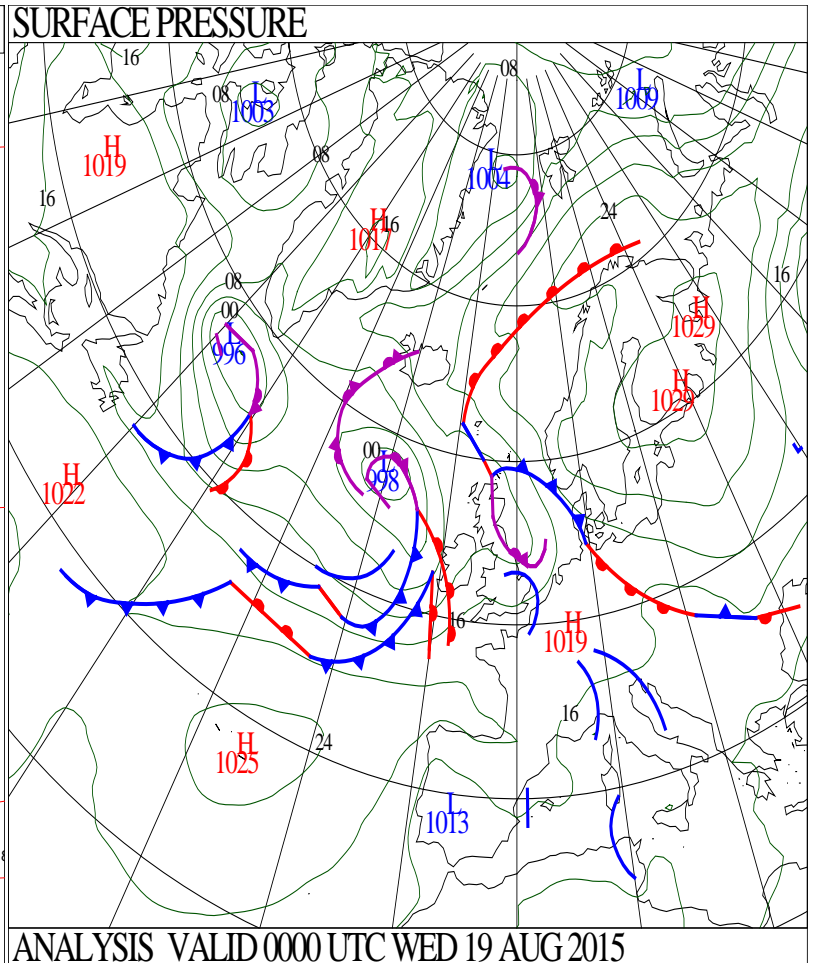 SURFACE PRESSURE
16
08
L
1003
08
L
1009
H
1019
08
L
1004
16
H
1017
16
24
16
08
00
L
996
H
1029
H
1029
00
L
998
H
1022
16
H
1019
16
H
1025
24
L
1013
8
ANALYSIS VALID 0000 UTC WED 19 AUG 2015